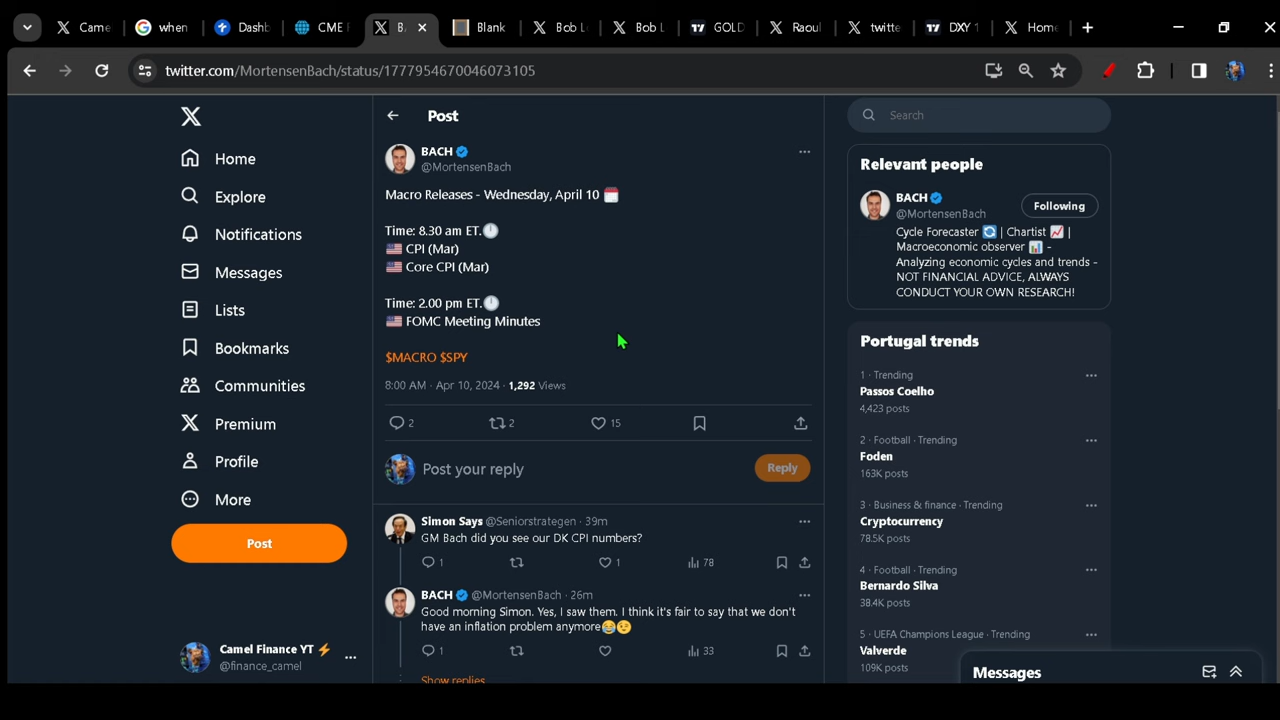 Came
when
Dashb
CME F
B
Blank
Bob L
Bob L
GOLD
Raoul
twitte
DXY 1
Home
twitter.com/MortensenBach/status/1777954670046073105
Home
Explore
Notifications
Messages
Lists
Bookmarks
Communities
Premium
Profile
More
Post
Camel Finance YT ⚡
@finance_camel
Post
BACH
@MortensenBach
Macro Releases - Wednesday, April 10 🗓️
Time: 8.30 am ET.🕛
🇺🇸 CPI (Mar)
🇺🇸 Core CPI (Mar)
Time: 2.00 pm ET.🕛
🇺🇸 FOMC Meeting Minutes
$MACRO $SPY
8:00 AM · Apr 10, 2024 · 1,292 Views
2 2 15
Post your reply
Reply
Simon Says @Seniorstrategen · 39m
GM Bach did you see our DK CPI numbers?
1 1 78
BACH @MortensenBach · 26m
Good morning Simon. Yes, I saw them. I think it's fair to say that we don't
have an inflation problem anymore😂😉
1 33
Show replies
Search
Relevant people
BACH
@MortensenBach
Following
Cycle Forecaster 🔄 | Chartist 📈 |
Macroeconomic observer 📊 -
Analyzing economic cycles and trends -
NOT FINANCIAL ADVICE, ALWAYS
CONDUCT YOUR OWN RESEARCH!
Portugal trends
1 · Trending
Passos Coelho
4,423 posts
2 · Football · Trending
Foden
163K posts
3 · Business & finance · Trending
Cryptocurrency
78.5K posts
4 · Football · Trending
Bernardo Silva
38.4K posts
5 · UEFA Champions League · Trending
Valverde
109K posts
Messages